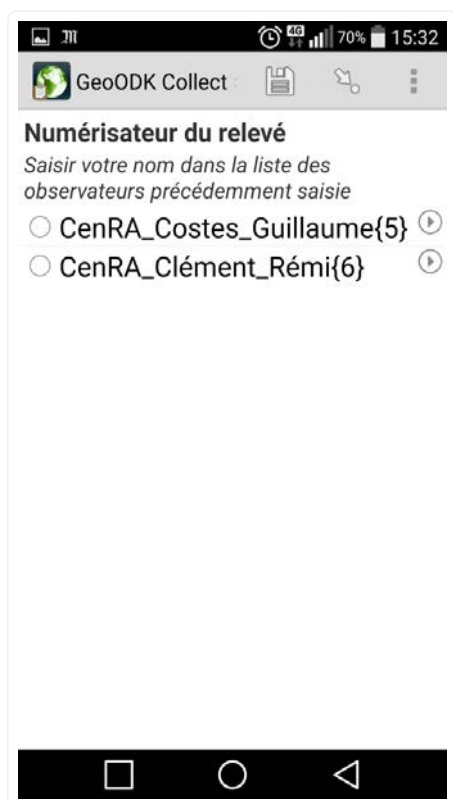 4G 70% 15:32
GeoODK Collect
Numérisateur du relevé
Saisir votre nom dans la liste des
observateurs précédemment saisie
CenRA_Costes_Guillaume{5}
CenRA_Clément_Rémi{6}